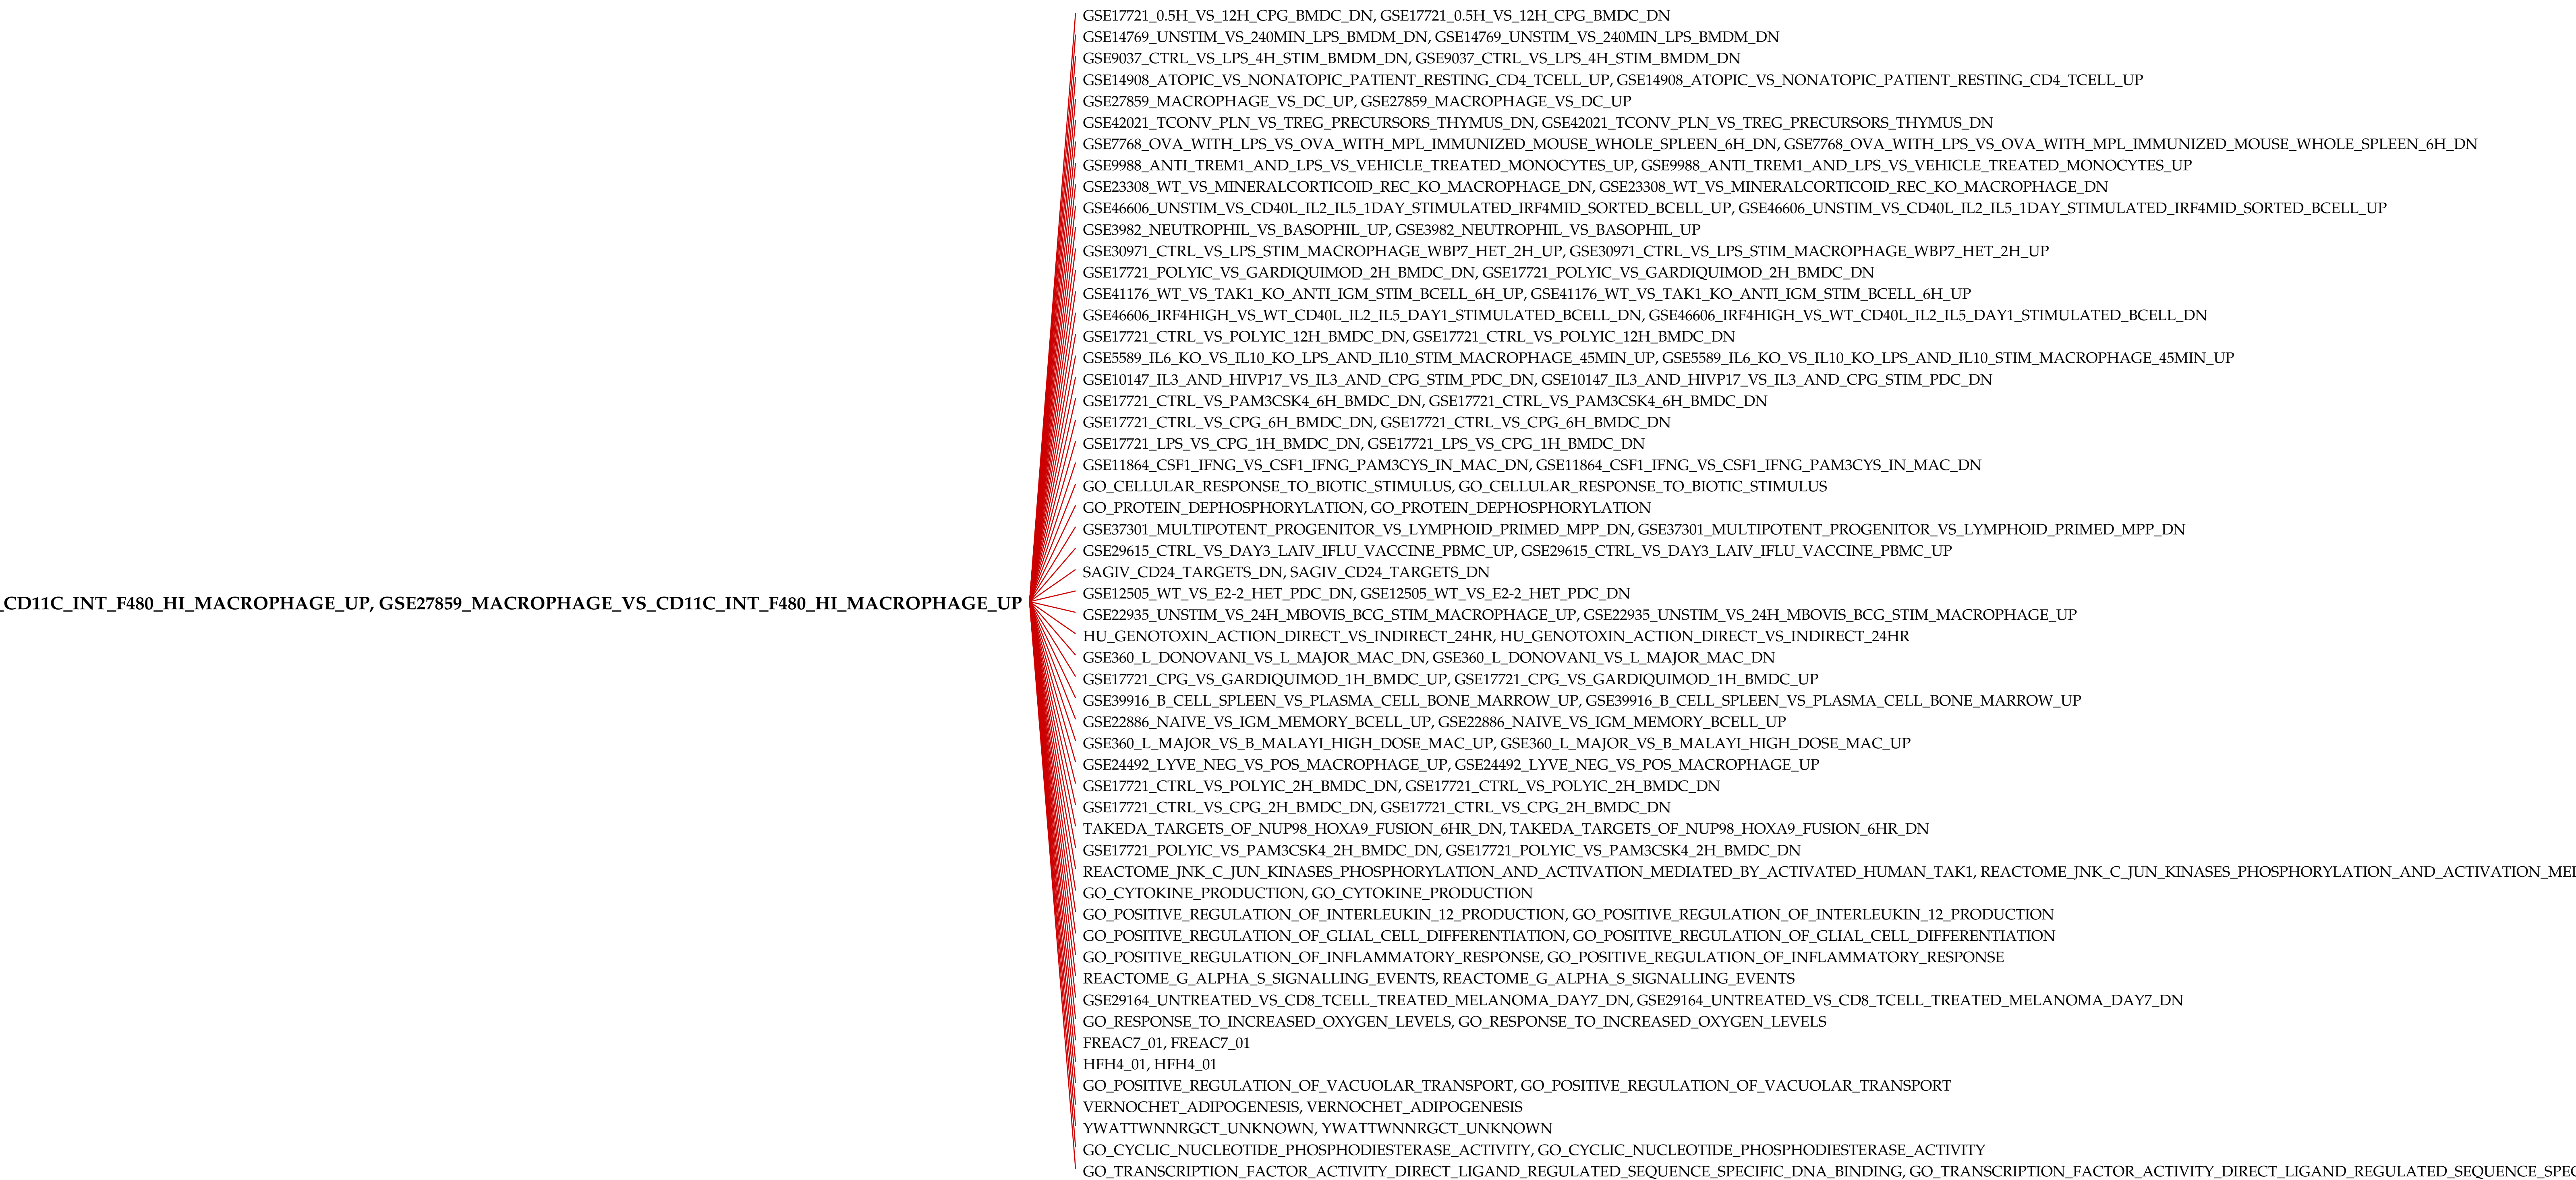 GSE17721_0.5H_VS_12H_CPG_BMDC_DN, GSE17721_0.5H_VS_12H_CPG_BMDC_DN
GSE14769_UNSTIM_VS_240MIN_LPS_BMDM_DN, GSE14769_UNSTIM_VS_240MIN_LPS_BMDM_DN
GSE9037_CTRL_VS_LPS_4H_STIM_BMDM_DN, GSE9037_CTRL_VS_LPS_4H_STIM_BMDM_DN
GSE14908_ATOPIC_VS_NONATOPIC_PATIENT_RESTING_CD4_TCELL_UP, GSE14908_ATOPIC_VS_NONATOPIC_PATIENT_RESTING_CD4_TCELL_UP
GSE27859_MACROPHAGE_VS_DC_UP, GSE27859_MACROPHAGE_VS_DC_UP
GSE42021_TCONV_PLN_VS_TREG_PRECURSORS_THYMUS_DN, GSE42021_TCONV_PLN_VS_TREG_PRECURSORS_THYMUS_DN
GSE7768_OVA_WITH_LPS_VS_OVA_WITH_MPL_IMMUNIZED_MOUSE_WHOLE_SPLEEN_6H_DN, GSE7768_OVA_WITH_LPS_VS_OVA_WITH_MPL_IMMUNIZED_MOUSE_WHOLE_SPLEEN_6H_DN
GSE9988_ANTI_TREM1_AND_LPS_VS_VEHICLE_TREATED_MONOCYTES_UP, GSE9988_ANTI_TREM1_AND_LPS_VS_VEHICLE_TREATED_MONOCYTES_UP
GSE23308_WT_VS_MINERALCORTICOID_REC_KO_MACROPHAGE_DN, GSE23308_WT_VS_MINERALCORTICOID_REC_KO_MACROPHAGE_DN
GSE46606_UNSTIM_VS_CD40L_IL2_IL5_1DAY_STIMULATED_IRF4MID_SORTED_BCELL_UP, GSE46606_UNSTIM_VS_CD40L_IL2_IL5_1DAY_STIMULATED_IRF4MID_SORTED_BCELL_UP
GSE3982_NEUTROPHIL_VS_BASOPHIL_UP, GSE3982_NEUTROPHIL_VS_BASOPHIL_UP
GSE30971_CTRL_VS_LPS_STIM_MACROPHAGE_WBP7_HET_2H_UP, GSE30971_CTRL_VS_LPS_STIM_MACROPHAGE_WBP7_HET_2H_UP
GSE17721_POLYIC_VS_GARDIQUIMOD_2H_BMDC_DN, GSE17721_POLYIC_VS_GARDIQUIMOD_2H_BMDC_DN
GSE41176_WT_VS_TAK1_KO_ANTI_IGM_STIM_BCELL_6H_UP, GSE41176_WT_VS_TAK1_KO_ANTI_IGM_STIM_BCELL_6H_UP
GSE46606_IRF4HIGH_VS_WT_CD40L_IL2_IL5_DAY1_STIMULATED_BCELL_DN, GSE46606_IRF4HIGH_VS_WT_CD40L_IL2_IL5_DAY1_STIMULATED_BCELL_DN
GSE17721_CTRL_VS_POLYIC_12H_BMDC_DN, GSE17721_CTRL_VS_POLYIC_12H_BMDC_DN
GSE5589_IL6_KO_VS_IL10_KO_LPS_AND_IL10_STIM_MACROPHAGE_45MIN_UP, GSE5589_IL6_KO_VS_IL10_KO_LPS_AND_IL10_STIM_MACROPHAGE_45MIN_UP
GSE10147_IL3_AND_HIVP17_VS_IL3_AND_CPG_STIM_PDC_DN, GSE10147_IL3_AND_HIVP17_VS_IL3_AND_CPG_STIM_PDC_DN
GSE17721_CTRL_VS_PAM3CSK4_6H_BMDC_DN, GSE17721_CTRL_VS_PAM3CSK4_6H_BMDC_DN
GSE17721_CTRL_VS_CPG_6H_BMDC_DN, GSE17721_CTRL_VS_CPG_6H_BMDC_DN
GSE17721_LPS_VS_CPG_1H_BMDC_DN, GSE17721_LPS_VS_CPG_1H_BMDC_DN
GSE11864_CSF1_IFNG_VS_CSF1_IFNG_PAM3CYS_IN_MAC_DN, GSE11864_CSF1_IFNG_VS_CSF1_IFNG_PAM3CYS_IN_MAC_DN
GO_CELLULAR_RESPONSE_TO_BIOTIC_STIMULUS, GO_CELLULAR_RESPONSE_TO_BIOTIC_STIMULUS
GO_PROTEIN_DEPHOSPHORYLATION, GO_PROTEIN_DEPHOSPHORYLATION
GSE37301_MULTIPOTENT_PROGENITOR_VS_LYMPHOID_PRIMED_MPP_DN, GSE37301_MULTIPOTENT_PROGENITOR_VS_LYMPHOID_PRIMED_MPP_DN
GSE29615_CTRL_VS_DAY3_LAIV_IFLU_VACCINE_PBMC_UP, GSE29615_CTRL_VS_DAY3_LAIV_IFLU_VACCINE_PBMC_UP
SAGIV_CD24_TARGETS_DN, SAGIV_CD24_TARGETS_DN
GSE12505_WT_VS_E2-2_HET_PDC_DN, GSE12505_WT_VS_E2-2_HET_PDC_DN
_CD11C_INT_F480_HI_MACROPHAGE_UP, GSE27859_MACROPHAGE_VS_CD11C_INT_F480_HI_MACROPHAGE_UP
GSE22935_UNSTIM_VS_24H_MBOVIS_BCG_STIM_MACROPHAGE_UP, GSE22935_UNSTIM_VS_24H_MBOVIS_BCG_STIM_MACROPHAGE_UP
HU_GENOTOXIN_ACTION_DIRECT_VS_INDIRECT_24HR, HU_GENOTOXIN_ACTION_DIRECT_VS_INDIRECT_24HR
GSE360_L_DONOVANI_VS_L_MAJOR_MAC_DN, GSE360_L_DONOVANI_VS_L_MAJOR_MAC_DN
GSE17721_CPG_VS_GARDIQUIMOD_1H_BMDC_UP, GSE17721_CPG_VS_GARDIQUIMOD_1H_BMDC_UP
GSE39916_B_CELL_SPLEEN_VS_PLASMA_CELL_BONE_MARROW_UP, GSE39916_B_CELL_SPLEEN_VS_PLASMA_CELL_BONE_MARROW_UP
GSE22886_NAIVE_VS_IGM_MEMORY_BCELL_UP, GSE22886_NAIVE_VS_IGM_MEMORY_BCELL_UP
GSE360_L_MAJOR_VS_B_MALAYI_HIGH_DOSE_MAC_UP, GSE360_L_MAJOR_VS_B_MALAYI_HIGH_DOSE_MAC_UP
GSE24492_LYVE_NEG_VS_POS_MACROPHAGE_UP, GSE24492_LYVE_NEG_VS_POS_MACROPHAGE_UP
GSE17721_CTRL_VS_POLYIC_2H_BMDC_DN, GSE17721_CTRL_VS_POLYIC_2H_BMDC_DN
GSE17721_CTRL_VS_CPG_2H_BMDC_DN, GSE17721_CTRL_VS_CPG_2H_BMDC_DN
TAKEDA_TARGETS_OF_NUP98_HOXA9_FUSION_6HR_DN, TAKEDA_TARGETS_OF_NUP98_HOXA9_FUSION_6HR_DN
GSE17721_POLYIC_VS_PAM3CSK4_2H_BMDC_DN, GSE17721_POLYIC_VS_PAM3CSK4_2H_BMDC_DN
REACTOME_JNK_C_JUN_KINASES_PHOSPHORYLATION_AND_ACTIVATION_MEDIATED_BY_ACTIVATED_HUMAN_TAK1, REACTOME_JNK_C_JUN_KINASES_PHOSPHORYLATION_AND_ACTIVATION_MED
GO_CYTOKINE_PRODUCTION, GO_CYTOKINE_PRODUCTION
GO_POSITIVE_REGULATION_OF_INTERLEUKIN_12_PRODUCTION, GO_POSITIVE_REGULATION_OF_INTERLEUKIN_12_PRODUCTION
GO_POSITIVE_REGULATION_OF_GLIAL_CELL_DIFFERENTIATION, GO_POSITIVE_REGULATION_OF_GLIAL_CELL_DIFFERENTIATION
GO_POSITIVE_REGULATION_OF_INFLAMMATORY_RESPONSE, GO_POSITIVE_REGULATION_OF_INFLAMMATORY_RESPONSE
REACTOME_G_ALPHA_S_SIGNALLING_EVENTS, REACTOME_G_ALPHA_S_SIGNALLING_EVENTS
GSE29164_UNTREATED_VS_CD8_TCELL_TREATED_MELANOMA_DAY7_DN, GSE29164_UNTREATED_VS_CD8_TCELL_TREATED_MELANOMA_DAY7_DN
GO_RESPONSE_TO_INCREASED_OXYGEN_LEVELS, GO_RESPONSE_TO_INCREASED_OXYGEN_LEVELS
FREAC7_01, FREAC7_01
HFH4_01, HFH4_01
GO_POSITIVE_REGULATION_OF_VACUOLAR_TRANSPORT, GO_POSITIVE_REGULATION_OF_VACUOLAR_TRANSPORT
VERNOCHET_ADIPOGENESIS, VERNOCHET_ADIPOGENESIS
YWATTWNNRGCT_UNKNOWN, YWATTWNNRGCT_UNKNOWN
GO_CYCLIC_NUCLEOTIDE_PHOSPHODIESTERASE_ACTIVITY, GO_CYCLIC_NUCLEOTIDE_PHOSPHODIESTERASE_ACTIVITY
GO_TRANSCRIPTION_FACTOR_ACTIVITY_DIRECT_LIGAND_REGULATED_SEQUENCE_SPECIFIC_DNA_BINDING, GO_TRANSCRIPTION_FACTOR_ACTIVITY_DIRECT_LIGAND_REGULATED_SEQUENCE_SPEC